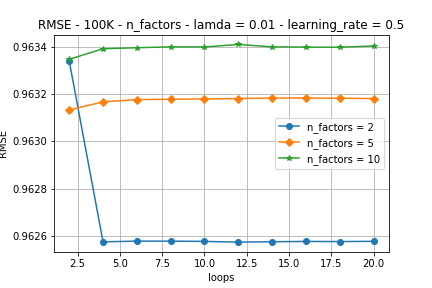 RMSE - 100K - n_factors - lamda = 0.01 - learning_rate = 0.5
0.9634
0.9632
0.9630
0.9628
0.9626
RMSE
n_factors = 2
n_factors = 5
n_factors = 10
2.5 5.0 7.5 10.0 12.5 15.0 17.5 20.0
loops